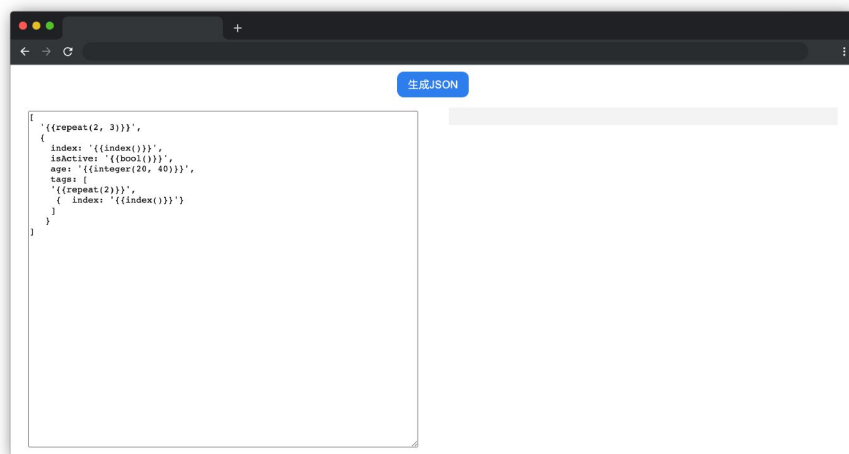 生成JSON
[
  '{{repeat(2, 3)}}',
  {
    index: '{{index()}}',
    isActive: '{{bool()}}',
    age: '{{integer(20, 40)}}',
    tags: [
    '{{repeat(2)}}',
     {  index: '{{index()}}'}
    ]
   }
]